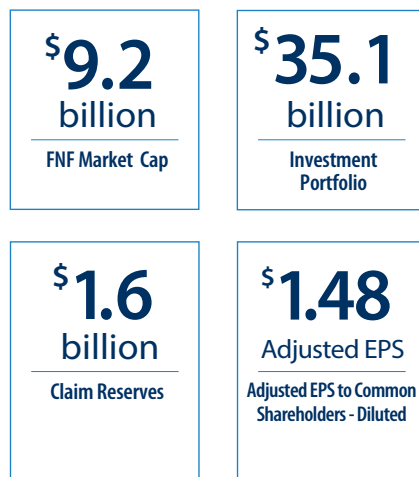 $9.2
billion
FNF Market Cap
$35.1
billion
Investment
Portfolio
$1.6
billion
Claim Reserves
$1.48
Adjusted EPS
Adjusted EPS to Common
Shareholders - Diluted